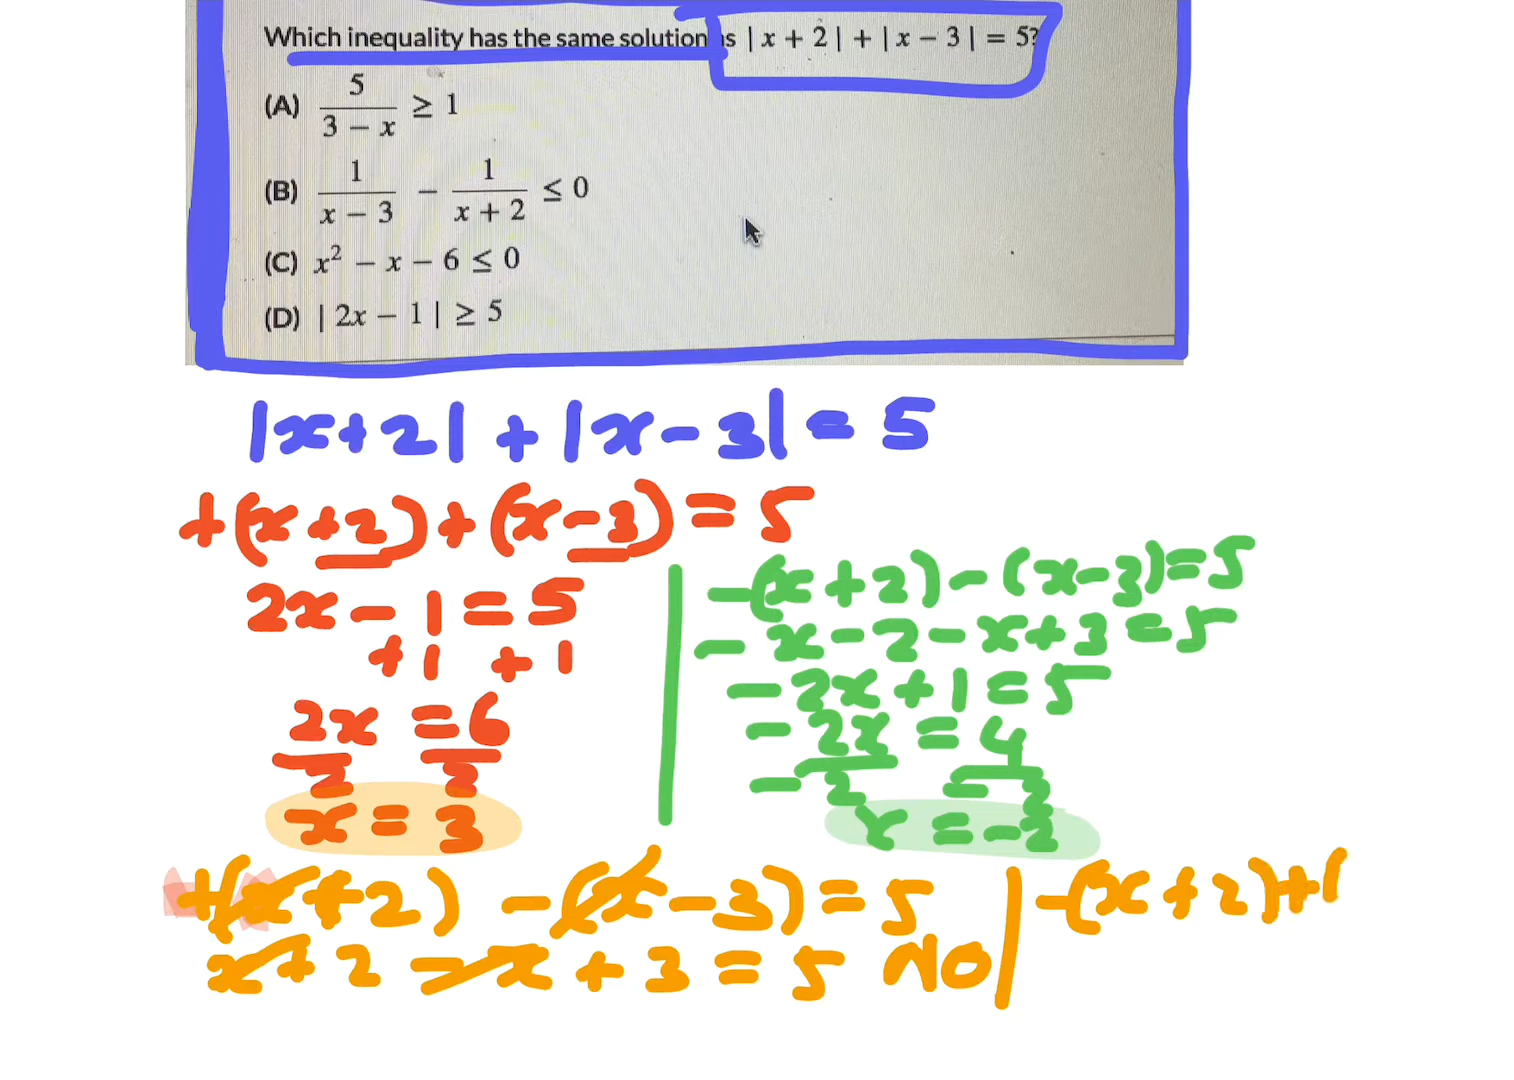 Which inequality has the same solution as | x + 2 | + | x − 3 | = 5?
(A) 5/(3 − x) ≥ 1
(B) 1/(x − 3) − 1/(x + 2) ≤ 0
(C) x² − x − 6 ≤ 0
(D) | 2x − 1 | ≥ 5
|x+2| + |x-3| = 5
+(x+2)+(x-3)=5
2x - 1 = 5
+1 +1
2x = 6
2 2
x = 3
-(x+2)-(x-3)=5
-x-2-x+3=5
-2x+1=5
-2x = 4
-2 -2
x = -2
+(x+2) -(x-3)=5
x+2-x+3=5 NO
-(x+2)+(